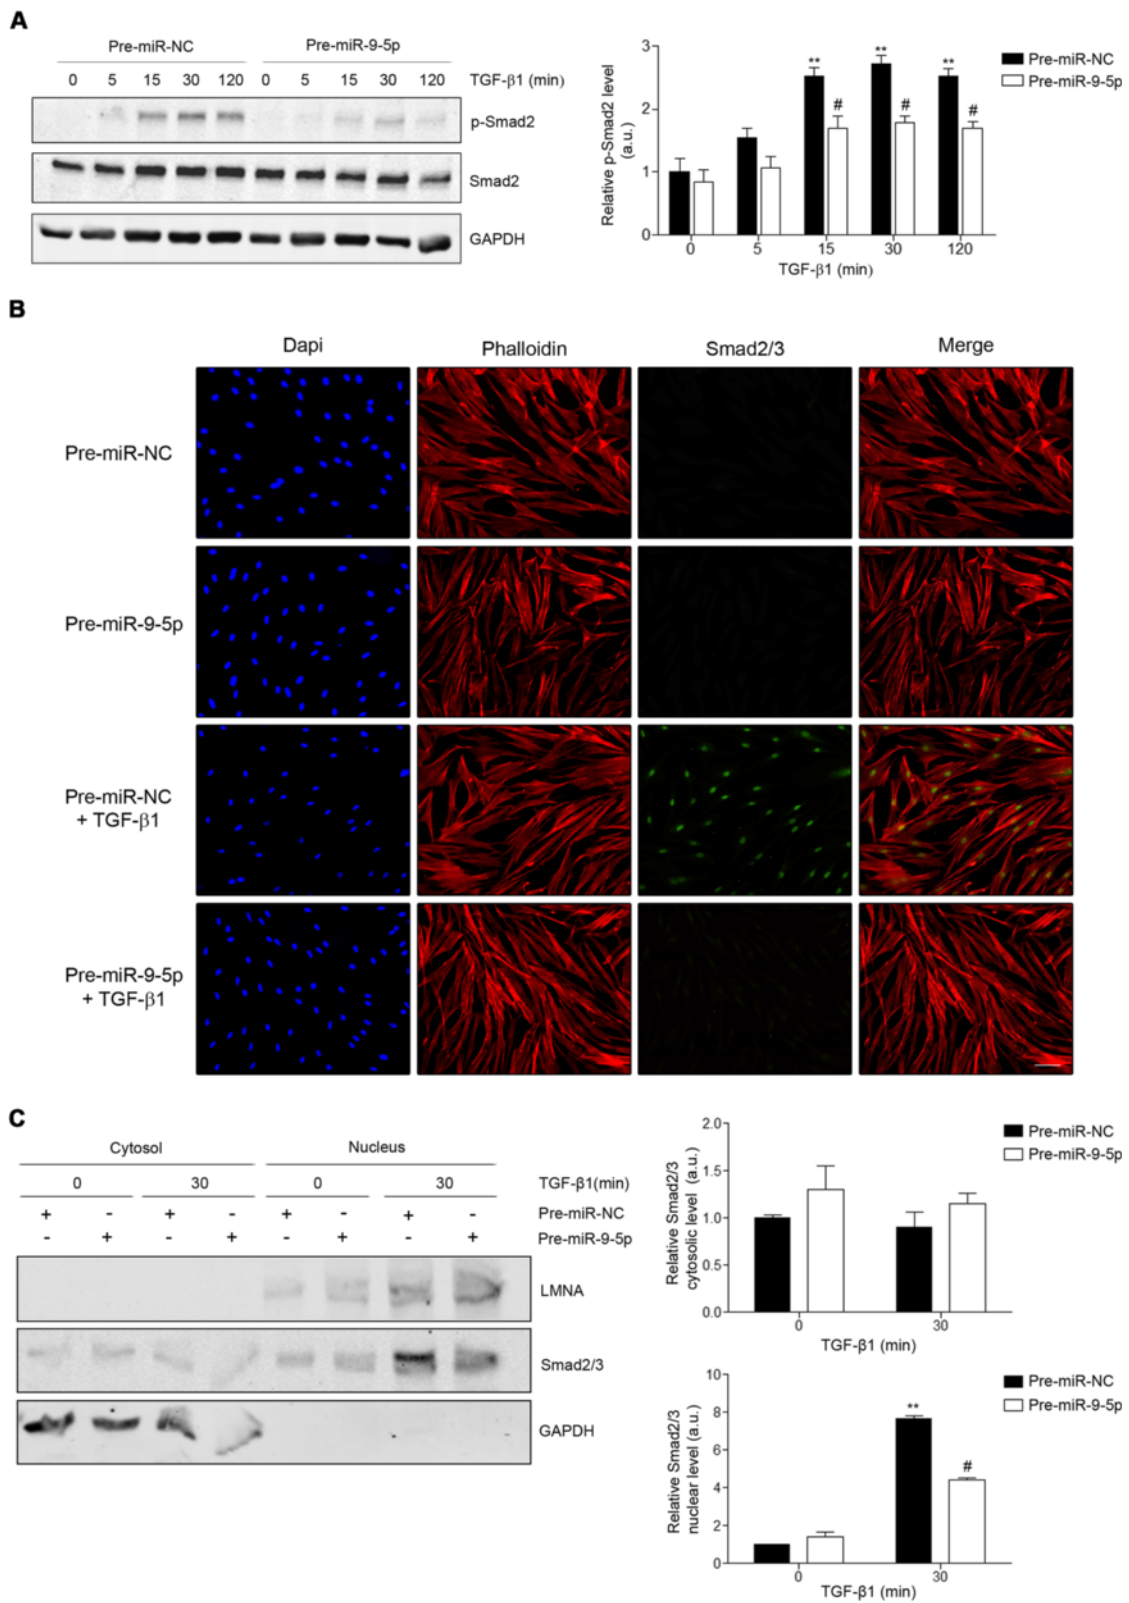 A
Pre-miR-NC Pre-miR-9-5p
0 5 15 30 120 0 5 15 30 120 TGF-β1 (min)
p-Smad2
Smad2
GAPDH
Relative p-Smad2 level
(a.u.)
3
2
1
0
** ** **
# # #
0 5 15 30 120
TGF-β1 (min)
Pre-miR-NC
Pre-miR-9-5p
B
Dapi Phalloidin Smad2/3 Merge
Pre-miR-NC
Pre-miR-9-5p
Pre-miR-NC
+ TGF-β1
Pre-miR-9-5p
+ TGF-β1
C
Cytosol Nucleus
0 30 0 30 TGF-β1(min)
+ - + - + - + - Pre-miR-NC
- + - + - + - + Pre-miR-9-5p
LMNA
Smad2/3
GAPDH
Relative Smad2/3
cytosolic level (a.u.)
2.0
1.5
1.0
0.5
0.0
0 30
TGF-β1 (min)
Pre-miR-NC
Pre-miR-9-5p
Relative Smad2/3
nuclear level (a.u.)
10
8
6
4
2
0
**
#
0 30
TGF-β1 (min)
Pre-miR-NC
Pre-miR-9-5p